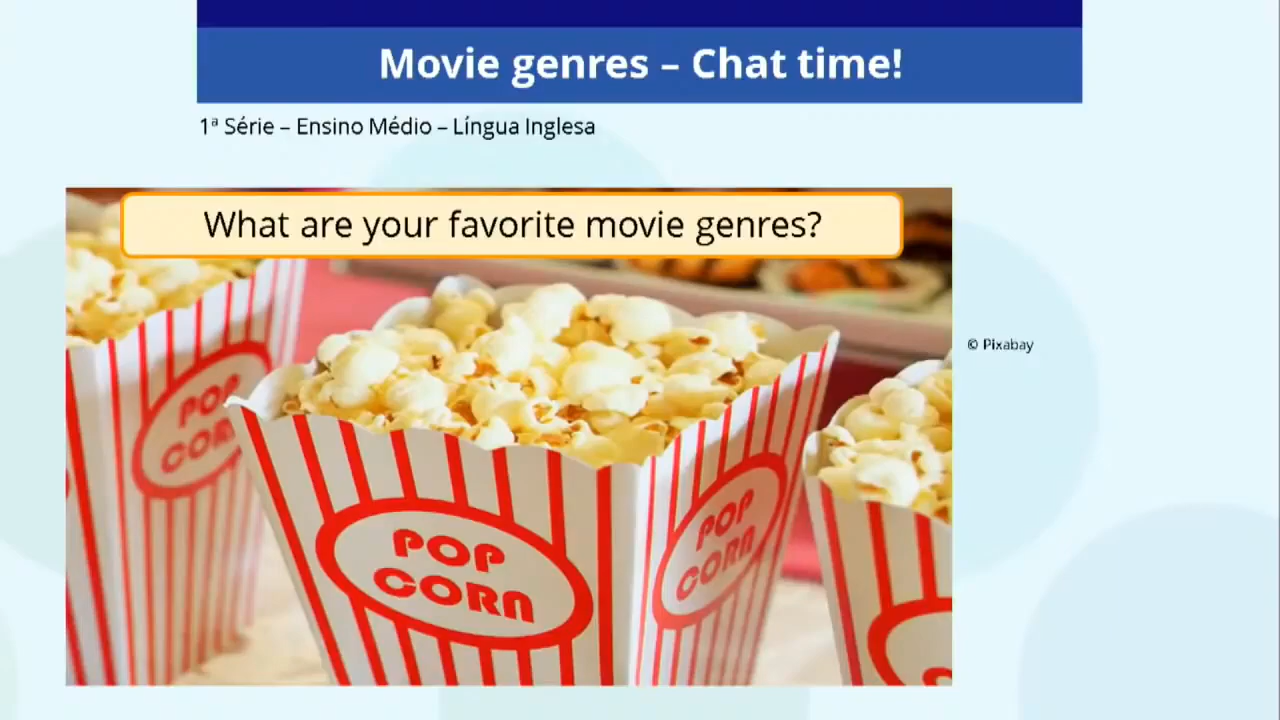 Movie genres – Chat time!
1ª Série – Ensino Médio – Língua Inglesa
What are your favorite movie genres?
© Pixabay
POP
COR
POP
CORN
POP
CORN